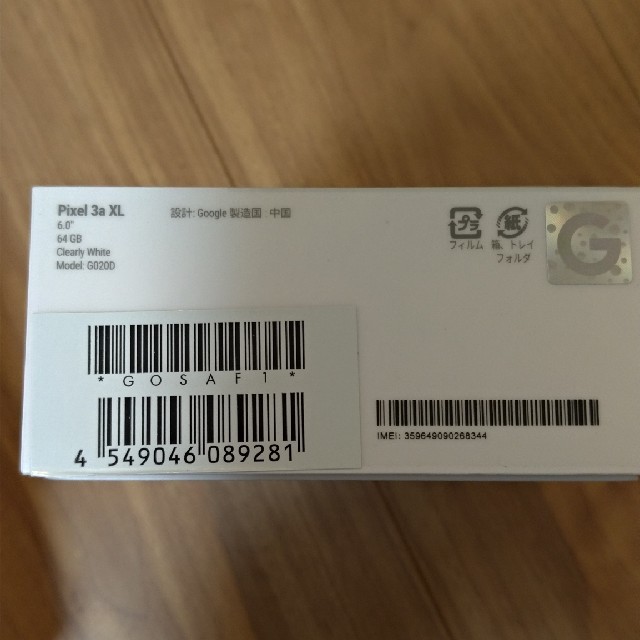 Pixel 3a XL
6.0"
64 GB
Clearly White
Model: G020D
設計: Google 製造国 中国
プラ
フィルム
紙
箱、トレイ
フォルダ
G
* G O S A F 1 *
4 549046 089281
IMEI: 359649090268344